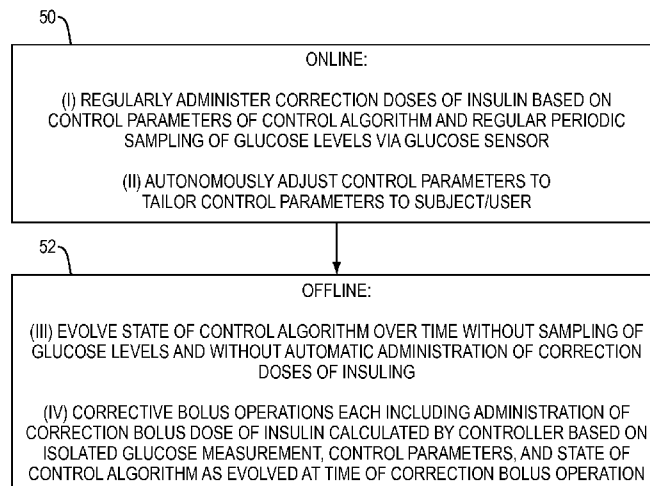 50
ONLINE:
(I) REGULARLY ADMINISTER CORRECTION DOSES OF INSULIN BASED ON
CONTROL PARAMETERS OF CONTROL ALGORITHM AND REGULAR PERIODIC
SAMPLING OF GLUCOSE LEVELS VIA GLUCOSE SENSOR
(II) AUTONOMOUSLY ADJUST CONTROL PARAMETERS TO
TAILOR CONTROL PARAMETERS TO SUBJECT/USER
52
OFFLINE:
(III) EVOLVE STATE OF CONTROL ALGORITHM OVER TIME WITHOUT SAMPLING OF
GLUCOSE LEVELS AND WITHOUT AUTOMATIC ADMINISTRATION OF CORRECTION
DOSES OF INSULING
(IV) CORRECTIVE BOLUS OPERATIONS EACH INCLUDING ADMINISTRATION OF
CORRECTION BOLUS DOSE OF INSULIN CALCULATED BY CONTROLLER BASED ON
ISOLATED GLUCOSE MEASUREMENT, CONTROL PARAMETERS, AND STATE OF
CONTROL ALGORITHM AS EVOLVED AT TIME OF CORRECTION BOLUS OPERATION